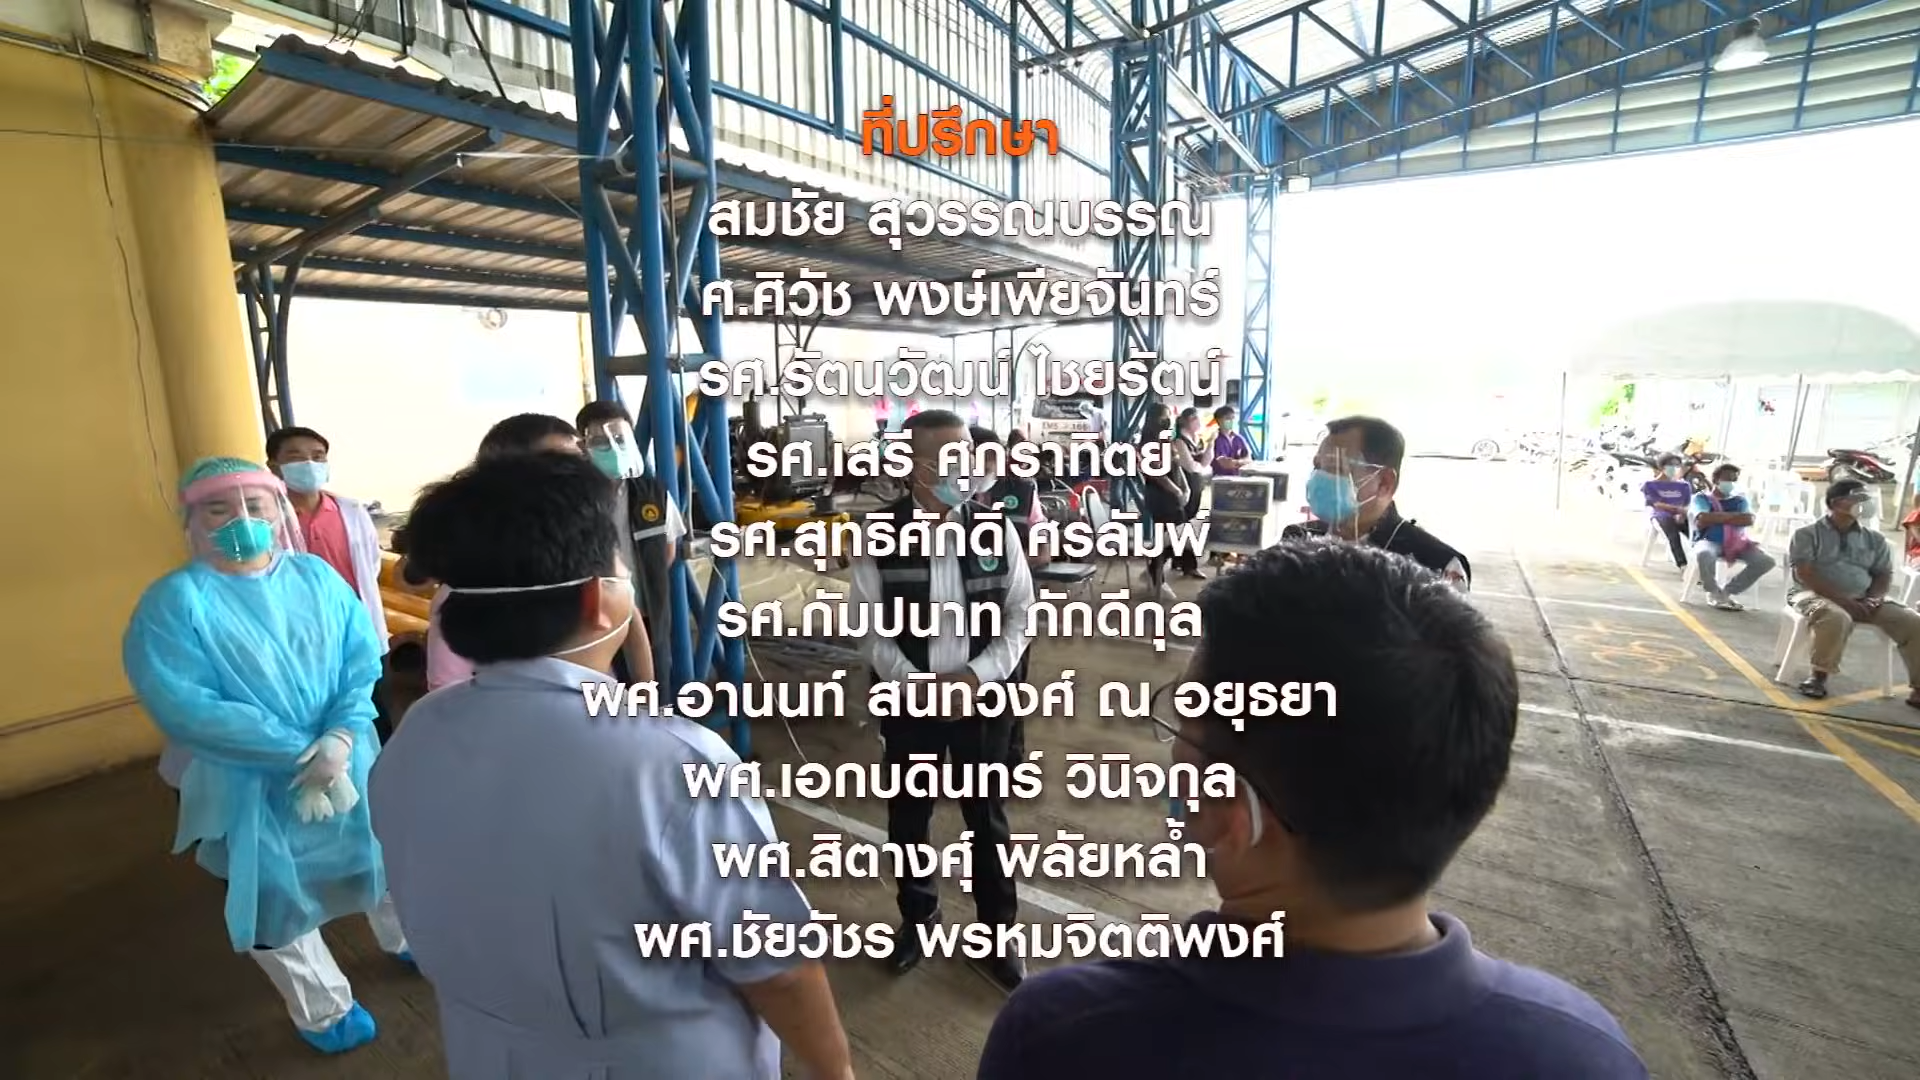 ที่ปรึกษา
สมชัย สุวรรณบรรณ
ศ.ศิวัช พงษ์เพียจันทร์
รศ.รัตนวัฒน์ ไชยรัตน์
รศ.เสรี ศุภราทิตย์
รศ.สุทธิศักดิ์ ศรลัมพ์
รศ.กัมปนาท ภักดีกุล
ผศ.อานนท์ สนิทวงศ์ ณ อยุธยา
ผศ.เอกบดินทร์ วินิจกุล
ผศ.สิตางศุ์ พิลัยหล้า
ผศ.ชัยวัชร พรหมจิตติพงศ์